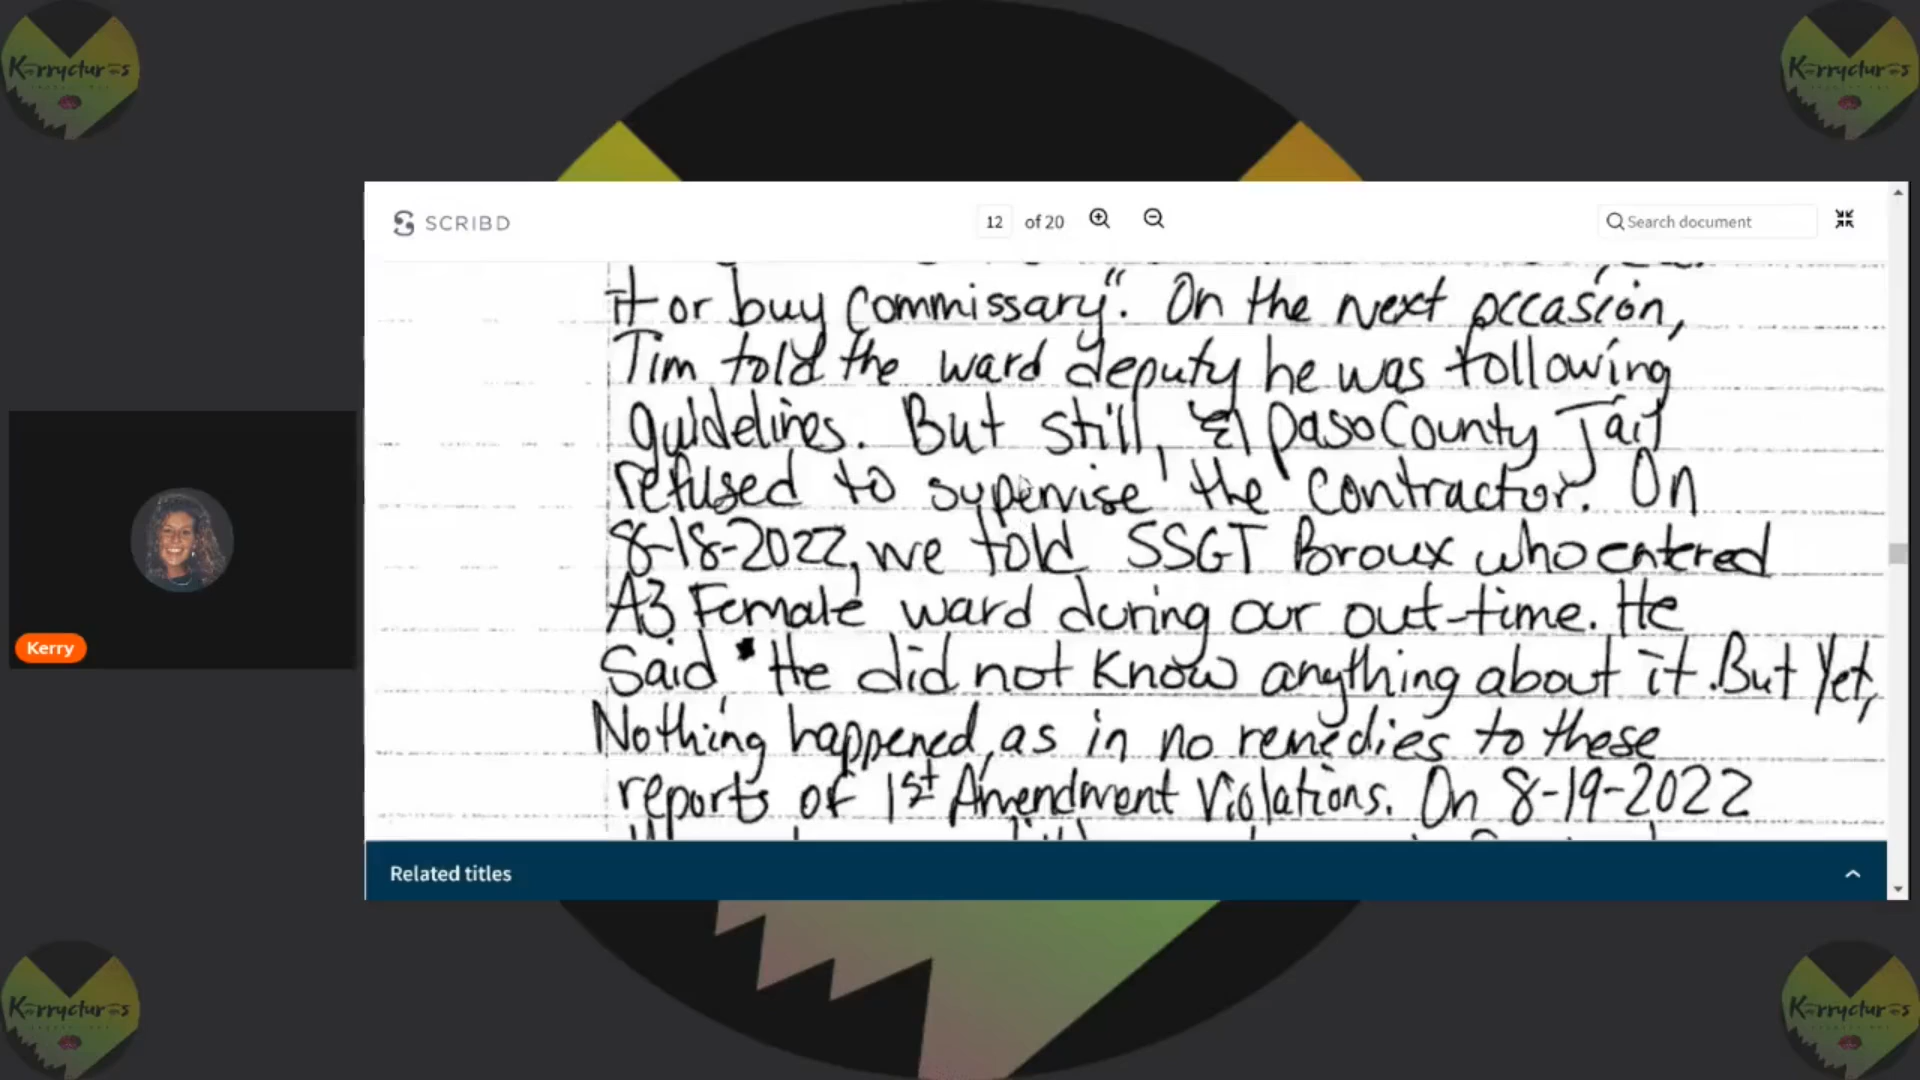 Kerryctures
Kerryctures
SCRIBD
12 of 20
Search document
it or buy commissary". On the next occasion,
Tim told the ward deputy he was following
guidelines. But still, El paso County Jail
refused to supervise the contractor. On
8-18-2022, we told SSGT Broux who entered
A3 Female ward during our out-time. He
Said "He did not know anything about it. But Yet,
Nothing happened, as in no remedies to these
reports of 1st Amendment Violations. On 8-19-2022
Kerry
Related titles
Kerryctures
Kerryctures